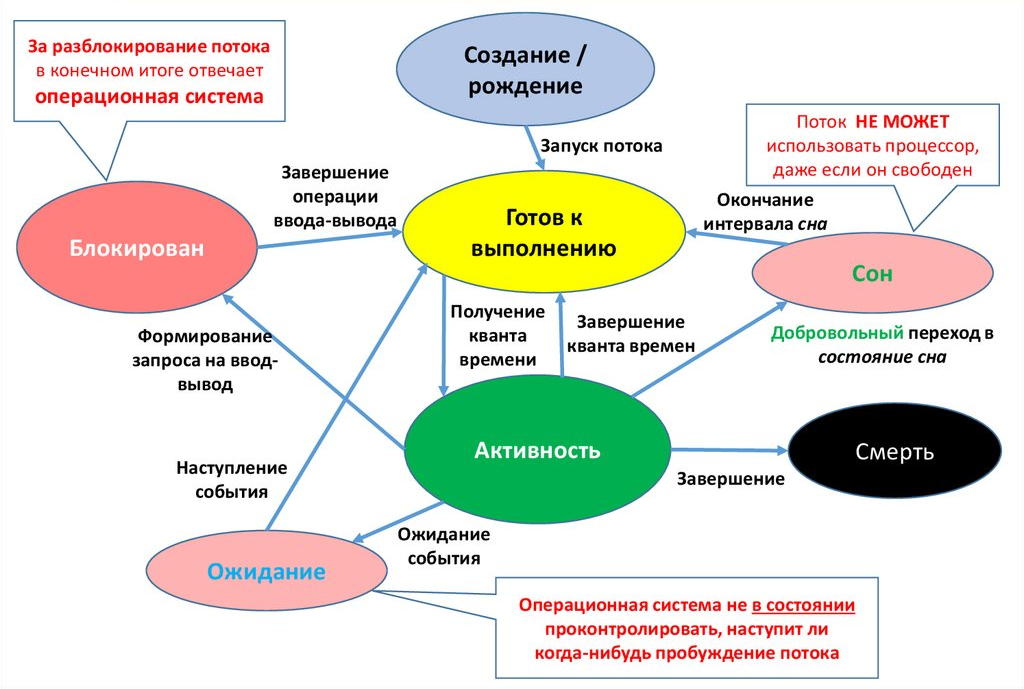 За разблокирование потока
в конечном итоге отвечает
операционная система
Создание /
рождение
Поток НЕ МОЖЕТ
использовать процессор,
даже если он свободен
Запуск потока
Завершение
операции
ввода-вывода
Готов к
выполнению
Окончание
интервала сна
Блокирован
Сон
Получение
кванта
времени
Завершение
кванта времен
Добровольный переход в
состояние сна
Формирование
запроса на ввод-
вывод
Активность
Смерть
Завершение
Наступление
события
Ожидание
события
Ожидание
Операционная система не в состоянии
проконтролировать, наступит ли
когда-нибудь пробуждение потока